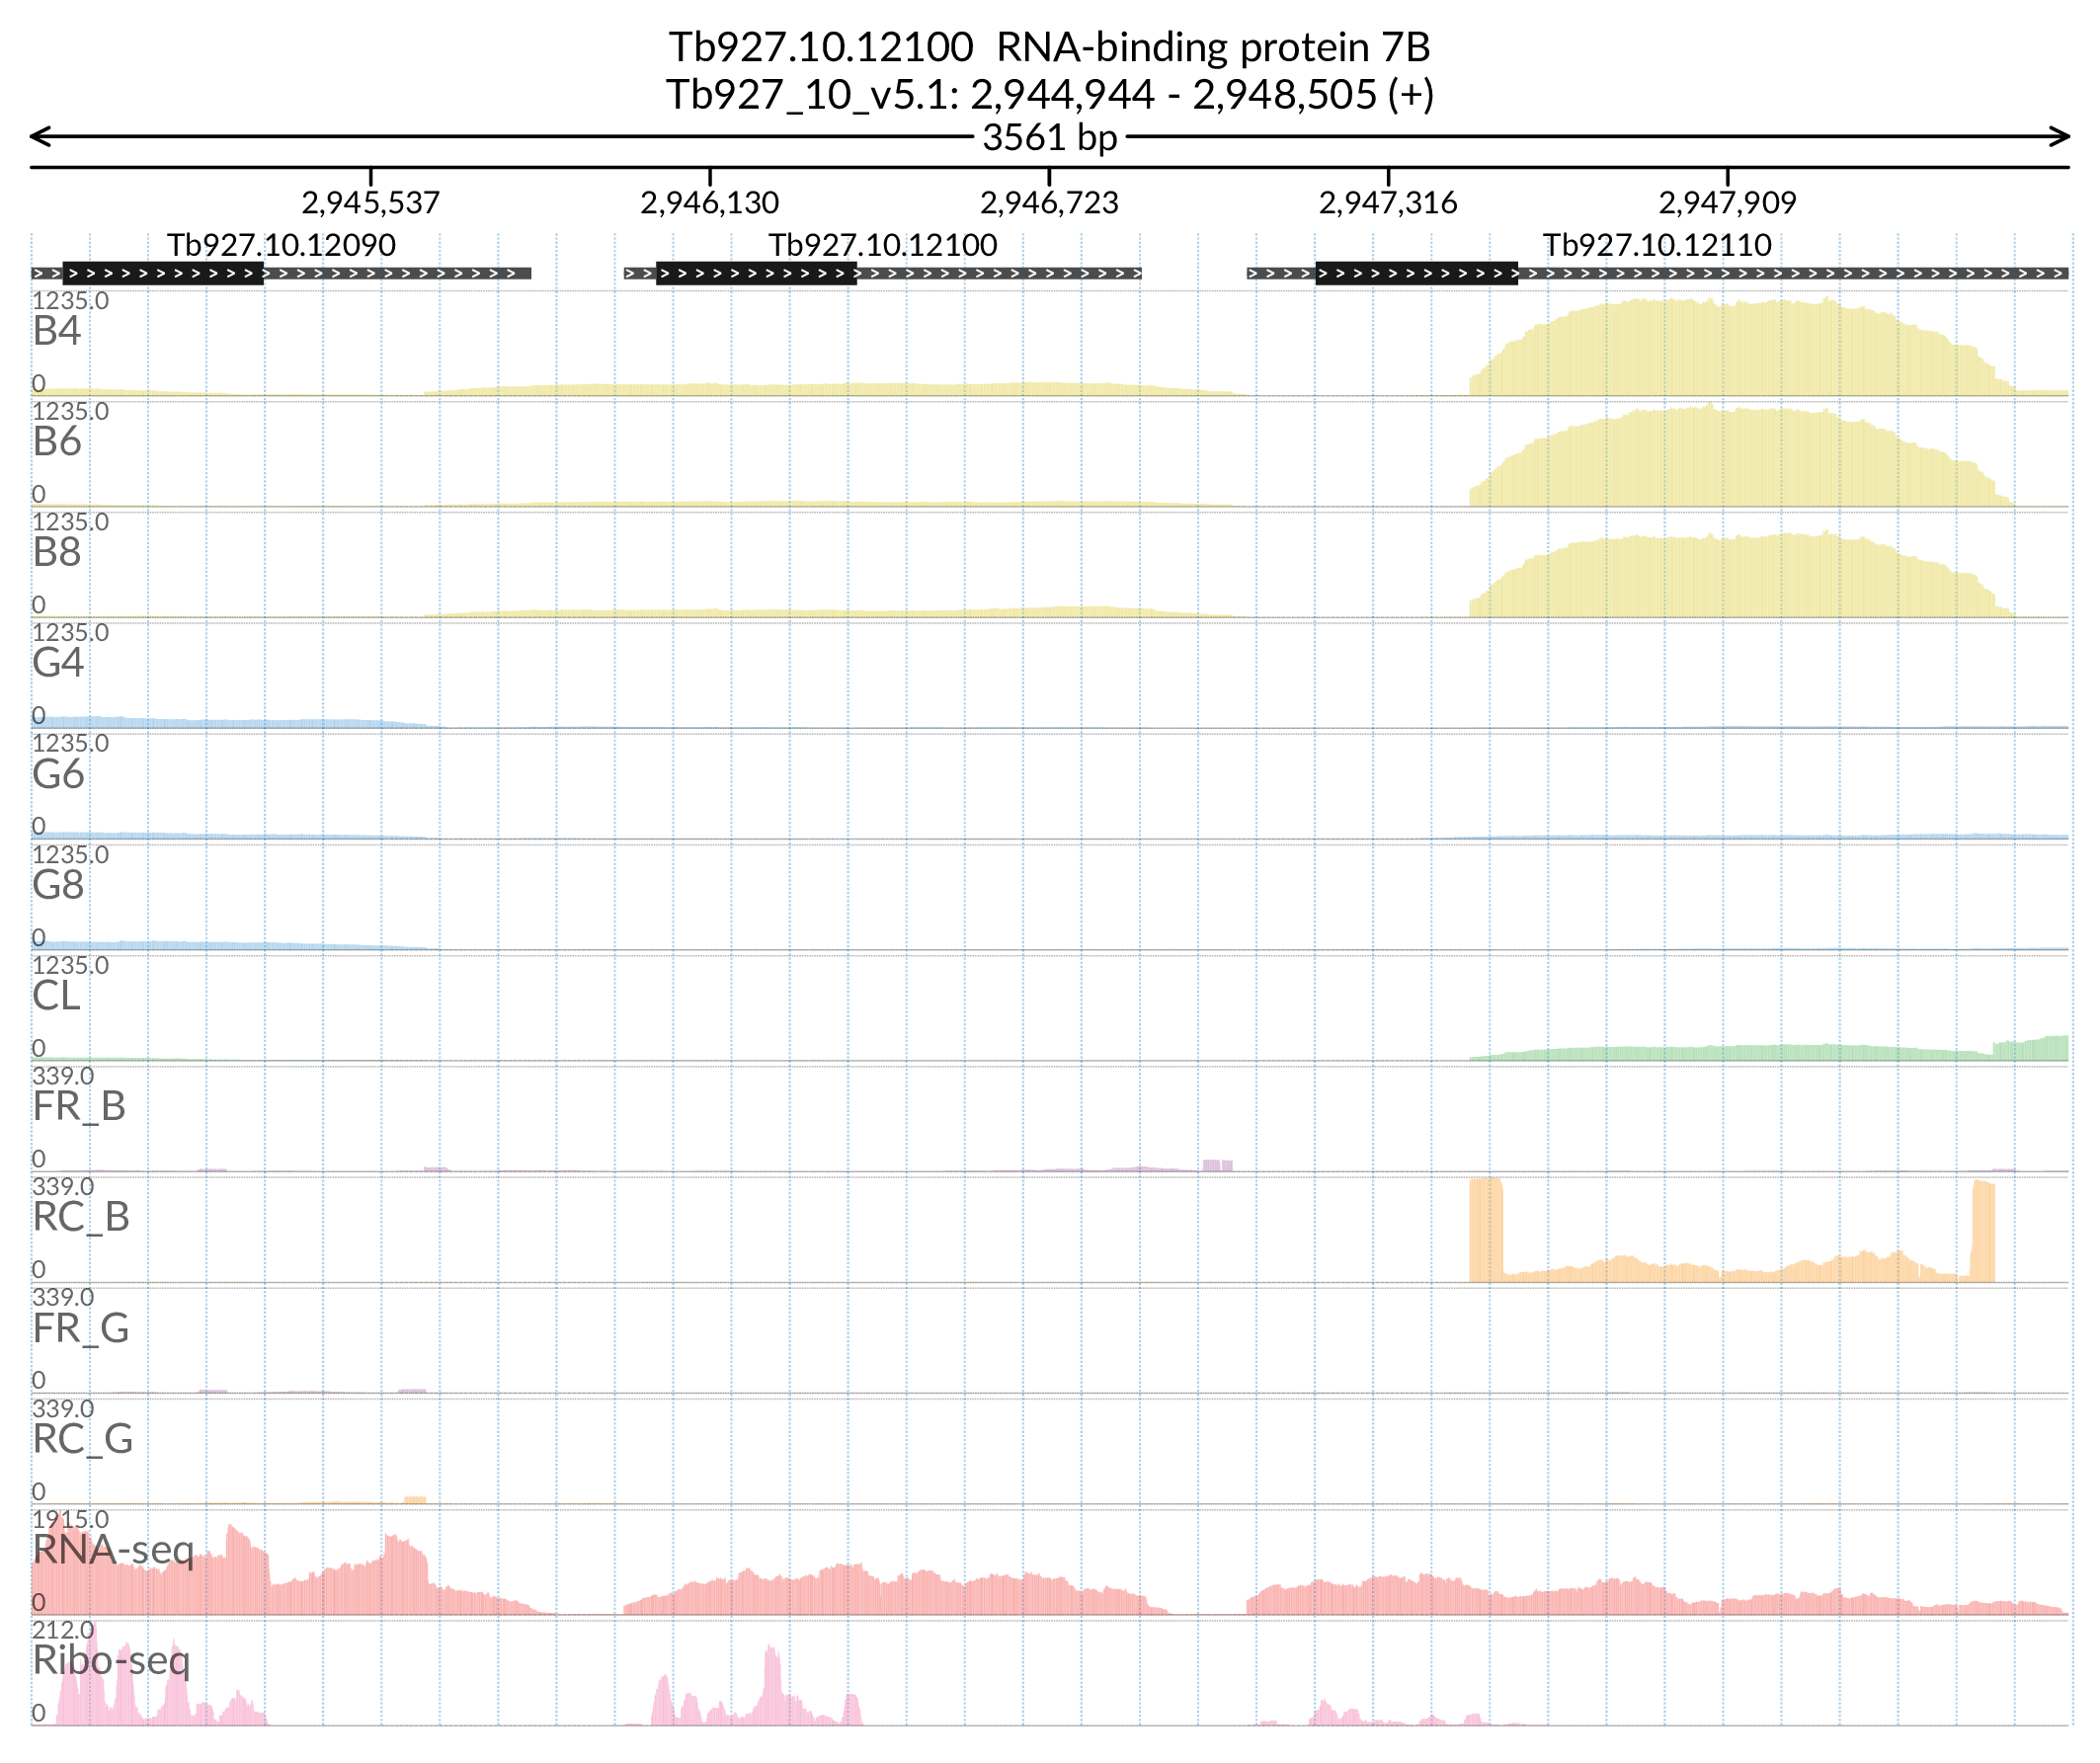 Tb927.10.12100  RNA-binding protein 7B
Tb927_10_v5.1: 2,944,944 - 2,948,505 (+)
3561 bp
2,945,537 2,946,130 2,946,723 2,947,316 2,947,909
Tb927.10.12090 Tb927.10.12100 Tb927.10.12110
1235.0
B4
0
1235.0
B6
0
1235.0
B8
0
1235.0
G4
0
1235.0
G6
0
1235.0
G8
0
1235.0
CL
0
339.0
FR_B
0
339.0
RC_B
0
339.0
FR_G
0
339.0
RC_G
0
1915.0
RNA-seq
0
212.0
Ribo-seq
0